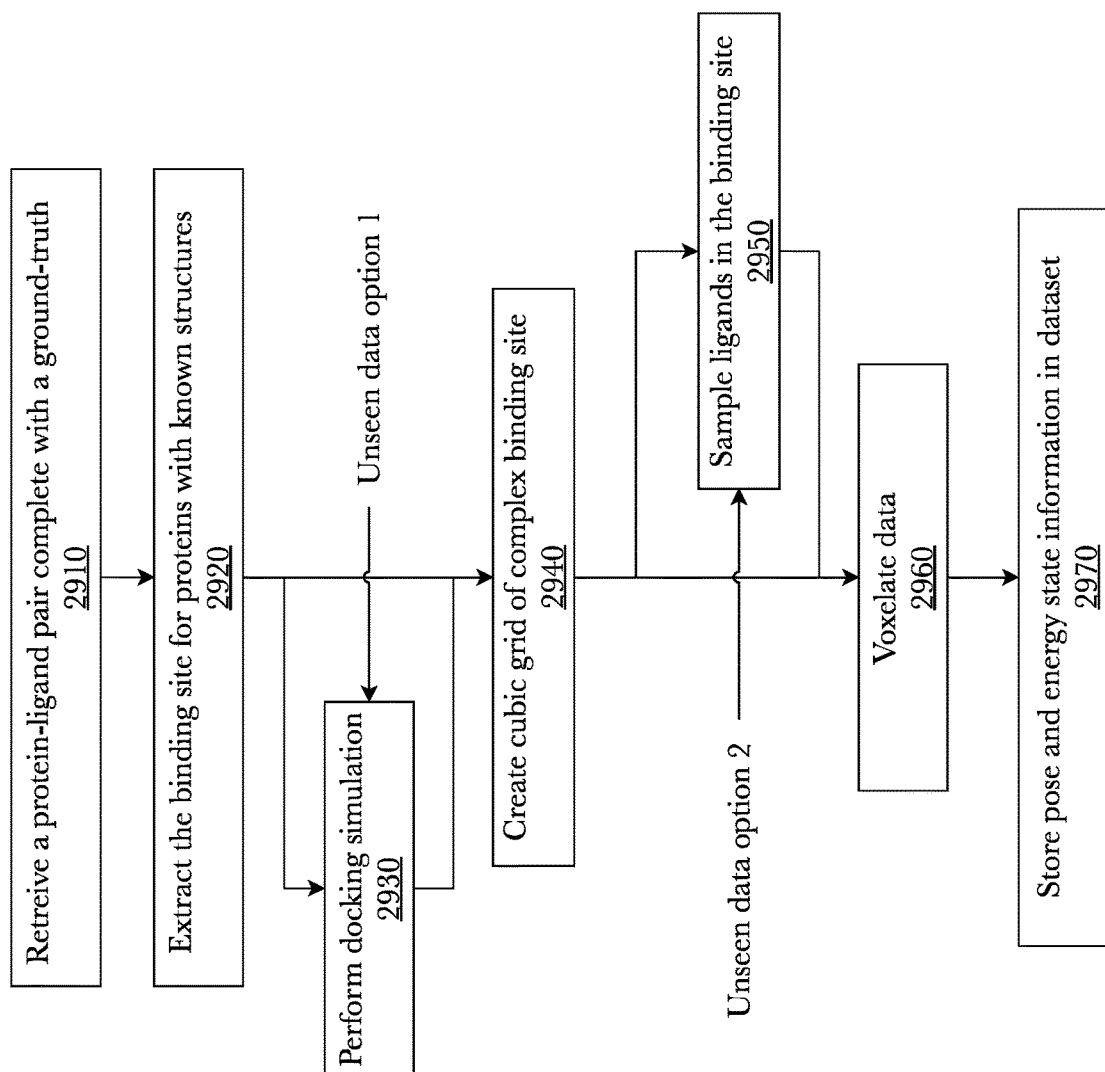 Retreive a protein-ligand pair complete with a ground-truth
2910
Extract the binding site for proteins with known structures
2920
Unseen data option 1
Perform docking simulation
2930
Create cubic grid of complex binding site
2940
Sample ligands in the binding site
2950
Unseen data option 2
Voxelate data
2960
Store pose and energy state information in dataset
2970